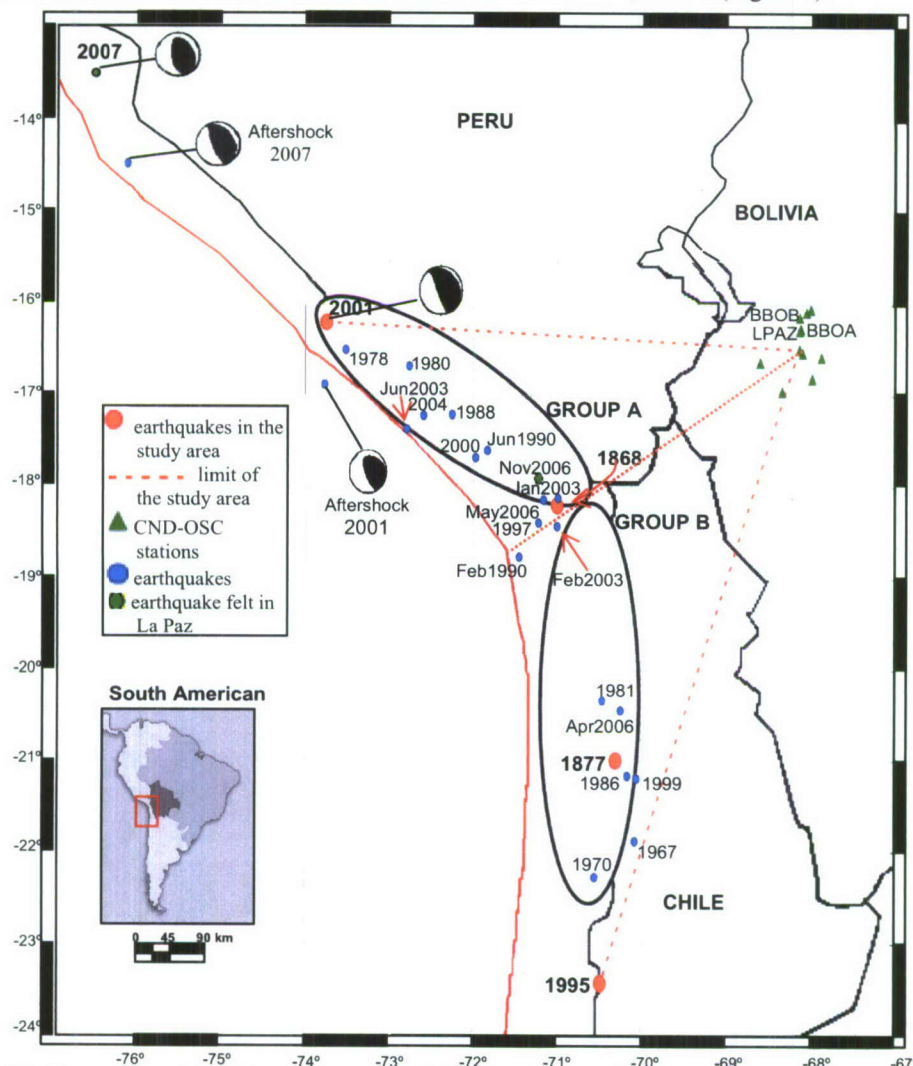 2007
Aftershock
2007
PERU
BOLIVIA
-14°
-15°
-16°
-17°
-18°
-19°
-20°
-21°
-22°
-23°
-24°
2001
BBOB
LPAZ
BBOA
1978
1980
Jun2003
2004
1988
GROUP A
2000
Jun1990
Nov2006
1868
Jan2003
May2006
1997
GROUP B
Feb1990
Feb2003
Aftershock
2001
earthquakes in the
study area
limit of
the study area
CND-OSC
stations
earthquakes
earthquake felt in
La Paz
1981
Apr2006
1877
1986
1999
1967
1970
CHILE
1995
South American
0 45 90 km
-76°
-75°
-74°
-73°
-72°
-71°
-70°
-69°
-68°
-67